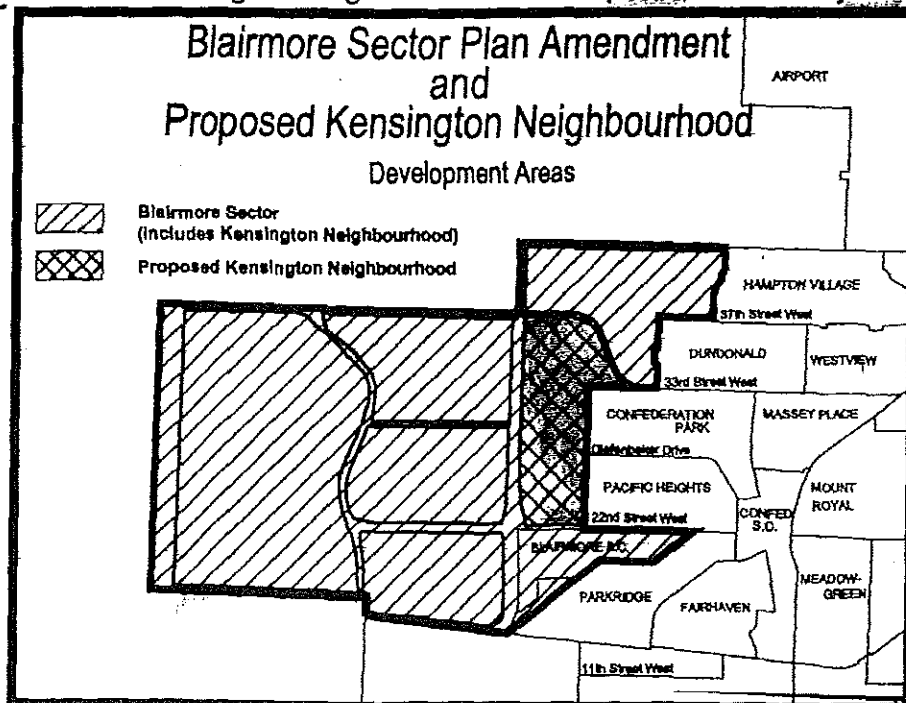 Blairmore Sector Plan Amendment
and
Proposed Kensington Neighbourhood
Development Areas
AIRPORT
Blairmore Sector
(includes Kensington Neighbourhood)
Proposed Kensington Neighbourhood
HAMPTON VILLAGE
37th Street West
DUNDONALD
WESTVIEW
33rd Street West
CONFEDERATION
PARK
MASSEY PLACE
Diefenbaker Drive
PACIFIC HEIGHTS
MOUNT
ROYAL
22nd Street West
CONFED
S.C.
BLAIRMORE S.C.
MEADOW-
GREEN
PARKRIDGE
FAIRHAVEN
11th Street West